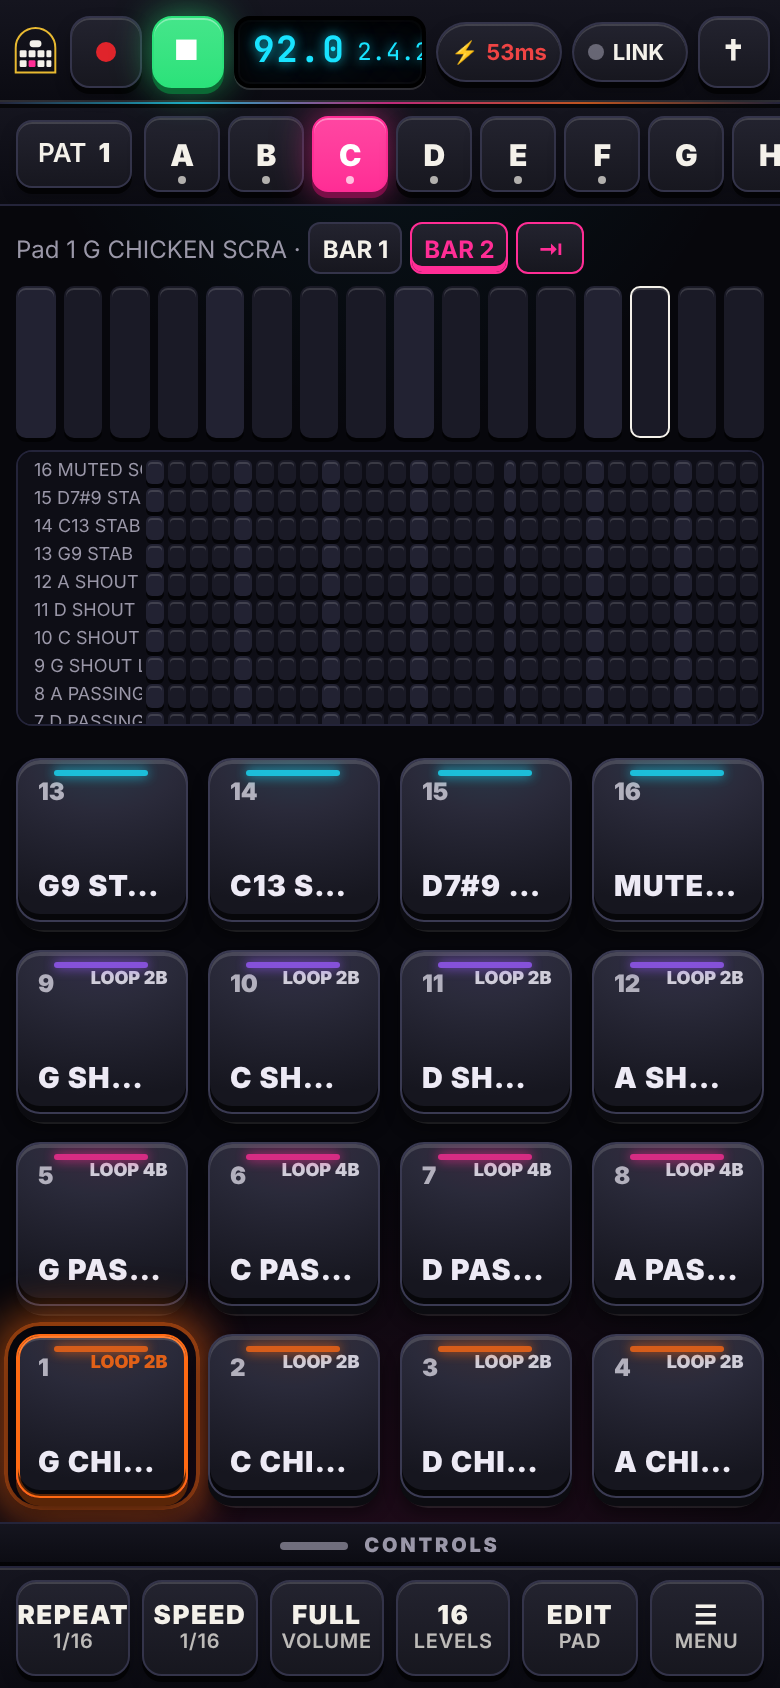 92.0 2.4.2
⚡ 53ms
LINK
✝
PAT 1
A
B
C
D
E
F
G
H
Pad 1 G CHICKEN SCRA ·
BAR 1
BAR 2
⇥
16 MUTED SC
15 D7#9 STA
14 C13 STAB
13 G9 STAB
12 A SHOUT
11 D SHOUT
10 C SHOUT
9 G SHOUT L
8 A PASSING
7 D PASSING
13
G9 ST...
14
C13 S...
15
D7#9 ...
16
MUTE...
9
LOOP 2B
G SH...
10
LOOP 2B
C SH...
11
LOOP 2B
D SH...
12
LOOP 2B
A SH...
5
LOOP 4B
G PAS...
6
LOOP 4B
C PAS...
7
LOOP 4B
D PAS...
8
LOOP 4B
A PAS...
1
LOOP 2B
G CHI...
2
LOOP 2B
C CHI...
3
LOOP 2B
D CHI...
4
LOOP 2B
A CHI...
CONTROLS
REPEAT
1/16
SPEED
1/16
FULL
VOLUME
16
LEVELS
EDIT
PAD
☰
MENU